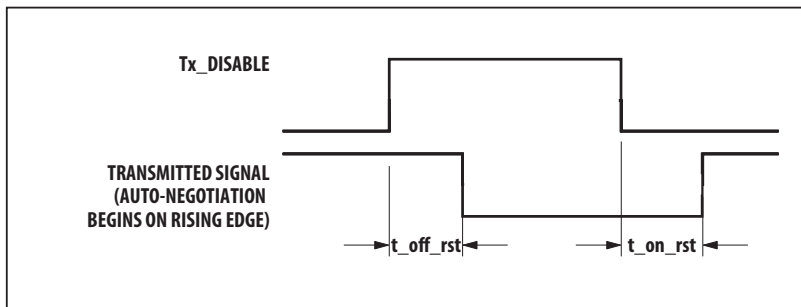 Tx_DISABLE
TRANSMITTED SIGNAL
(AUTO-NEGOTIATION
BEGINS ON RISING EDGE)
t_off_rst
t_on_rst